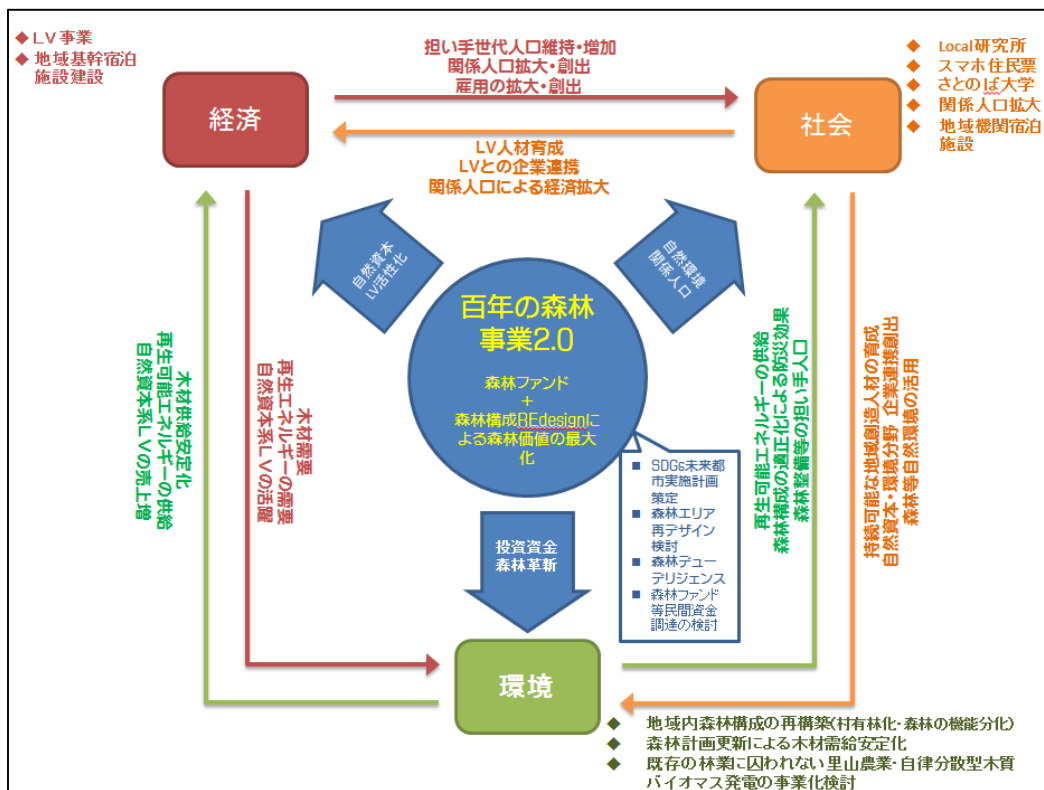 ◆ LV事業
◆ 地域基幹宿泊
施設建設
担い手世代人口維持・増加
関係人口拡大・創出
雇用の拡大・創出
◆ Local研究所
◆ スマホ住民票
◆ さとのば大学
◆ 関係人口拡大
◆ 地域機関宿泊
施設
経済
社会
LV人材育成
LVとの企業連携
関係人口による経済拡大
自然資本
LV活性化
自然環境
関係人口
百年の森林
事業2.0
森林ファンド
+
森林構成REdesignに
よる森林価値の最大
化
木材供給安定化
再生可能エネルギーの供給
自然資本系LVの売上増
木材需要
再生エネルギーの需要
自然資本系LVの活躍
再生可能エネルギーの供給
森林構成の適正化による防災効果
森林整備等の担い手人口
持続可能な地域創造人材の育成
自然資本・環境分野 企業連携創出
森林等自然環境の活用
■ SDGs未来都
市実施計画
策定
■ 森林エリア
再デザイン
検討
■ 森林デュー
デリジェンス
■ 森林ファンド
等民間資金
調達の検討
投資資金
森林革新
環境
◆ 地域内森林構成の再構築(村有林化・森林の機能分化)
◆ 森林計画更新による木材需給安定化
◆ 既存の林業に囚われない里山農業・自律分散型木質
バイオマス発電の事業化検討